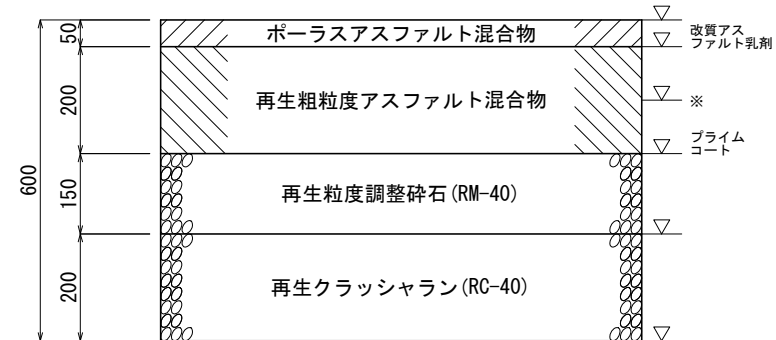 50
ポーラスアスファルト混合物
改質アス
ファルト乳剤
200
再生粗粒度アスファルト混合物
※
プライム
コート
600
150
再生粒度調整砕石(RM-40)
200
再生クラッシャラン(RC-40)